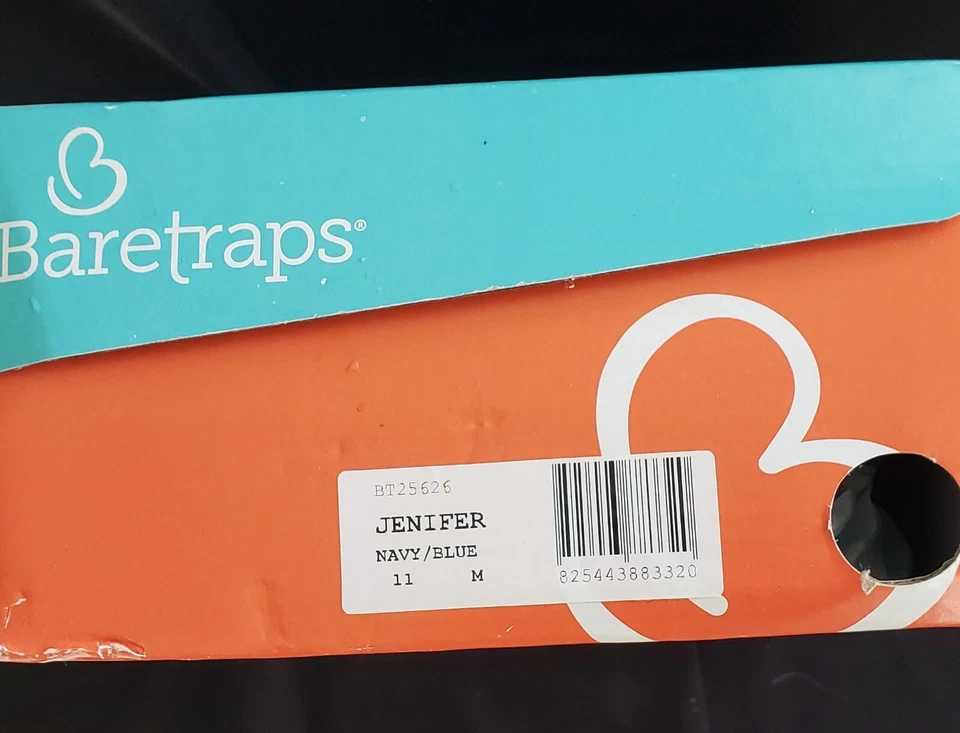 Baretraps®
BT25626
JENIFER
NAVY/BLUE
11 M
825443883320